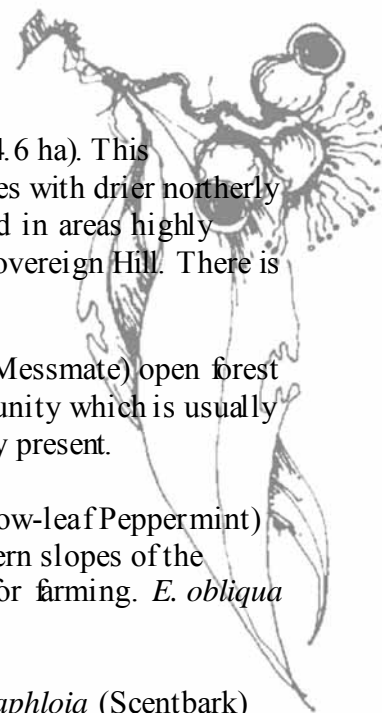 4.6 ha). This
es with drier northerly
d in areas highly
overeign Hill. There is
Messmate) open forest
unity which is usually
y present.
ow-leaf Peppermint)
ern slopes of the
or farming. E. obliqua
aphloia (Scentbark)